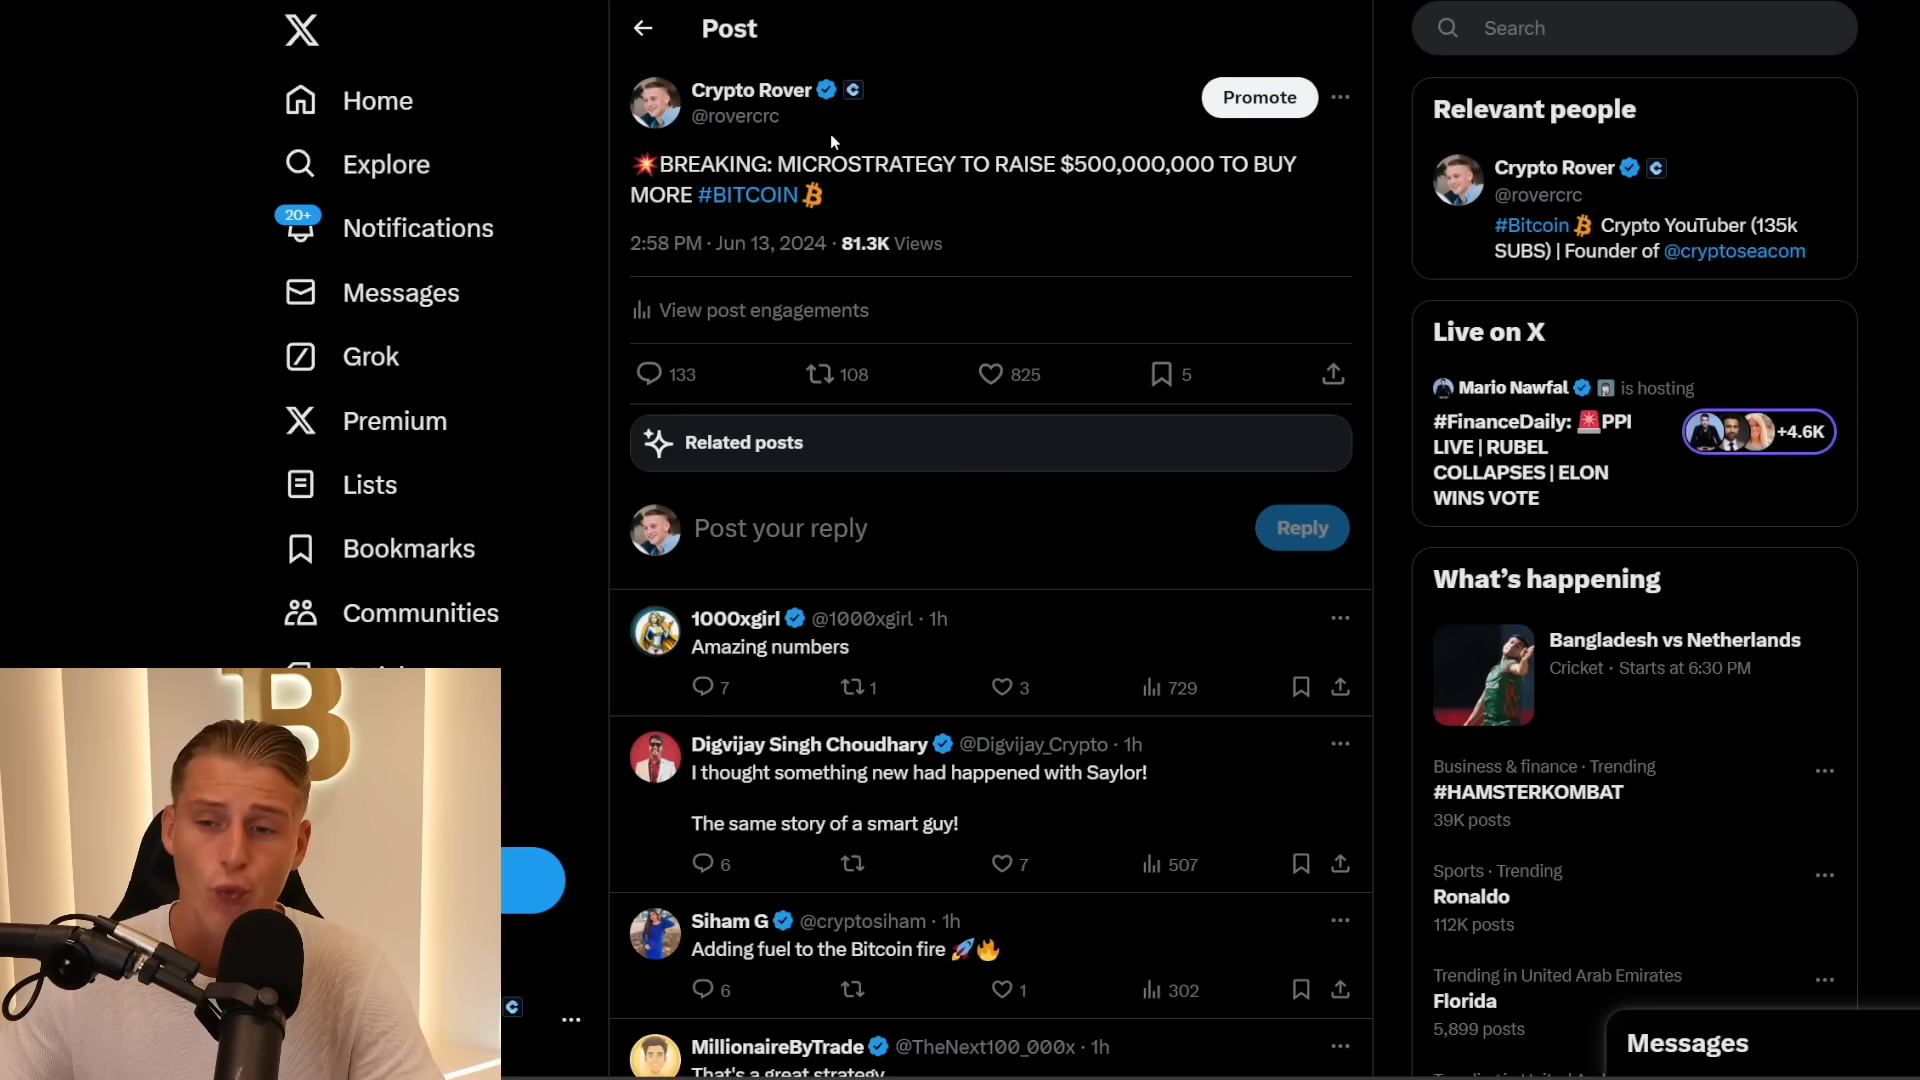 Home
Explore
20+
Notifications
Messages
Grok
Premium
Lists
Bookmarks
Communities
Post
Crypto Rover
@rovercrc
Promote
💥BREAKING: MICROSTRATEGY TO RAISE $500,000,000 TO BUY
MORE #BITCOIN
2:58 PM · Jun 13, 2024 · 81.3K Views
View post engagements
133 108 825 5
Related posts
Post your reply
Reply
1000xgirl @1000xgirl · 1h
Amazing numbers
7 1 3 729
Digvijay Singh Choudhary @Digvijay_Crypto · 1h
I thought something new had happened with Saylor!
The same story of a smart guy!
6 7 507
Siham G @cryptosiham · 1h
Adding fuel to the Bitcoin fire 🚀🔥
6 1 302
MillionaireByTrade @TheNext100_000x · 1h
That's a great strategy
Search
Relevant people
Crypto Rover
@rovercrc
#Bitcoin Crypto YouTuber (135k
SUBS) | Founder of @cryptoseacom
Live on X
Mario Nawfal is hosting
#FinanceDaily: 🚨PPI
LIVE | RUBEL
COLLAPSES | ELON
WINS VOTE
+4.6K
What's happening
Bangladesh vs Netherlands
Cricket · Starts at 6:30 PM
Business & finance · Trending
#HAMSTERKOMBAT
39K posts
Sports · Trending
Ronaldo
112K posts
Trending in United Arab Emirates
Florida
5,899 posts
Messages